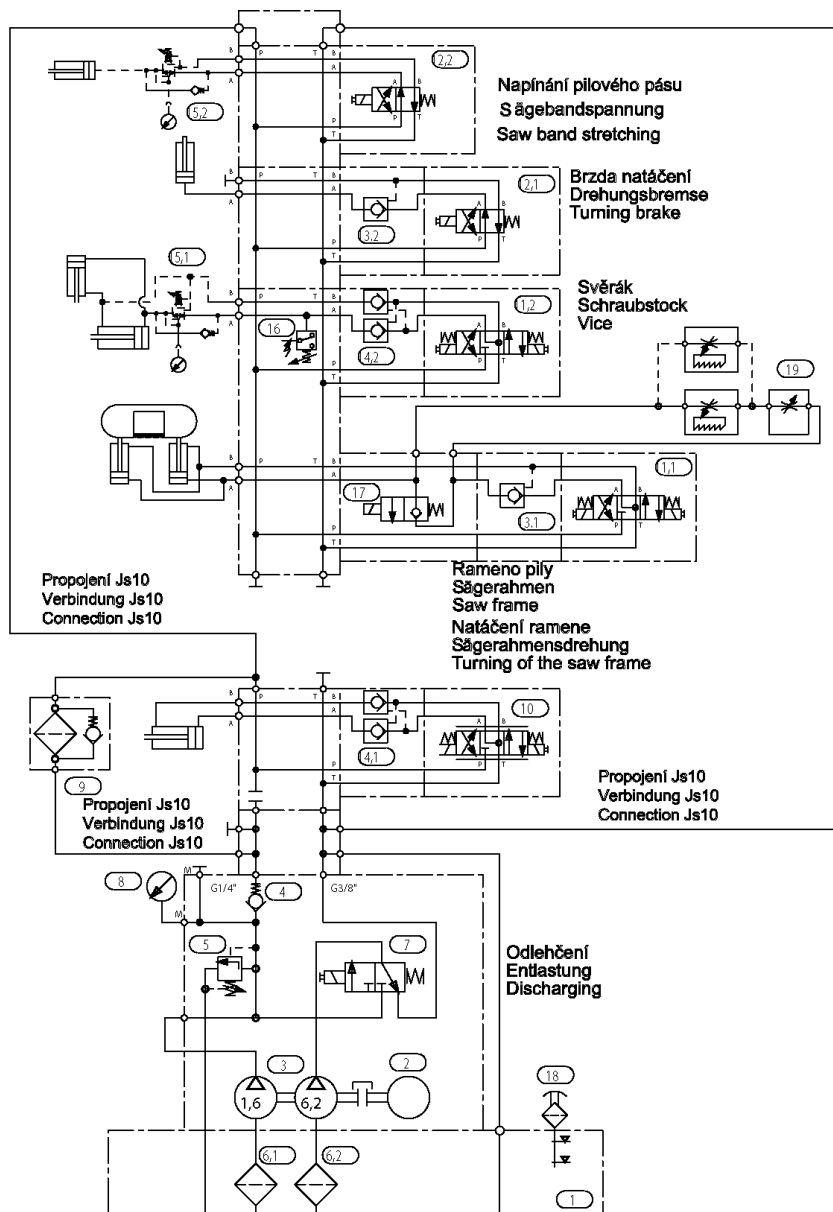 B
P
T
B
A
A
2,2
A
B
P
T
P
T
5,2
Napínání pilového pásu
Sägebandspannung
Saw band stretching
B
P
T
B
A
A
2,1
A
B
P
T
3.2
P
T
Brzda natáčení
Drehungsbremse
Turning brake
5,1
B
P
T
B
A
A
1,2
A
B
P
T
16
4,2
P
T
Svěrák
Schraubstock
Vice
19
B
P
T
B
A
A
1,1
A
B
P
T
17
3.1
P
T
Rameno pily
Sägerahmen
Saw frame
Propojení Js10
Verbindung Js10
Connection Js10
Natáčení ramene
Sägerahmensdrehung
Turning of the saw frame
B
P
T
B
A
A
10
A
B
P
T
4,1
P
T
9
Propojení Js10
Verbindung Js10
Connection Js10
Propojení Js10
Verbindung Js10
Connection Js10
8
M
G1/4"
4
G3/8"
M
5
7
Odlehčení
Entlastung
Discharging
3
2
18
1,6
6,2
6,1
6,2
1